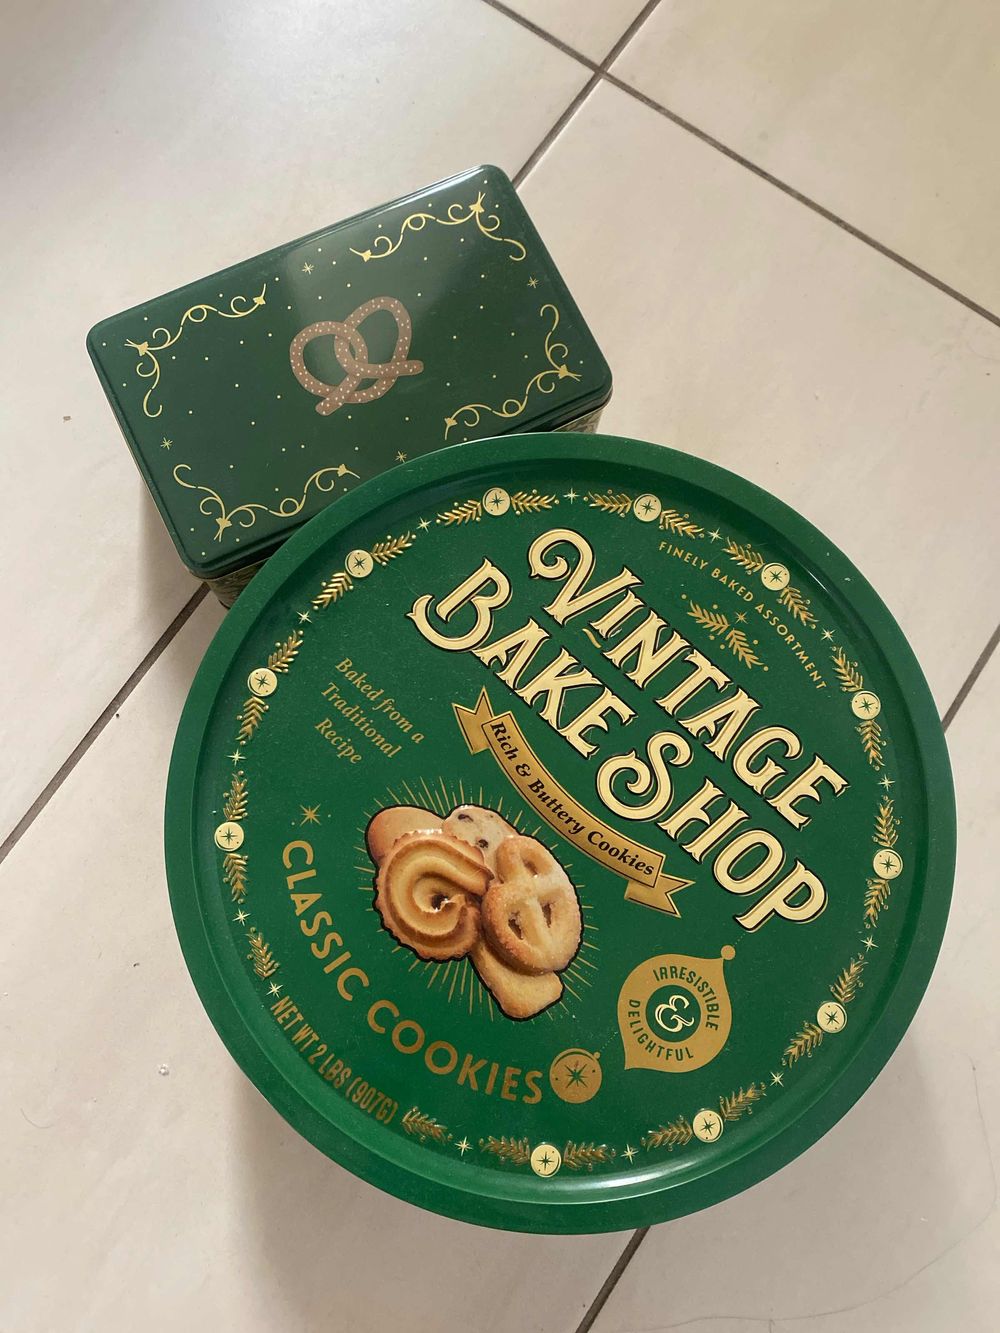 FINELY BAKED ASSORTMENT
VINTAGE
BAKE SHOP
Rich & Buttery Cookies
Baked from a
Traditional
Recipe
CLASSIC COOKIES
IRRESISTIBLE
&
DELIGHTFUL
NET WT 2 LBS (907G)